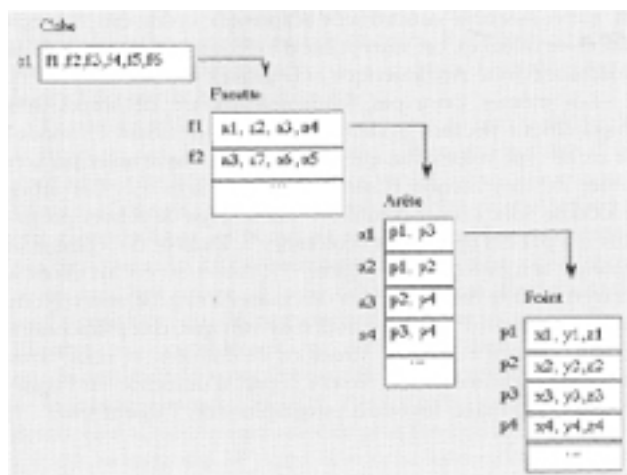 Cube
s1 f1,f2,f3,f4,f5,f6
Facette
f1 a1, a2, a3, a4
f2 a3, a7, a6, a5
...
Arête
a1 p1, p3
a2 p1, p2
a3 p2, p4
a4 p3, p4
...
Point
p1 x1, y1, z1
p2 x2, y2, z2
p3 x3, y3, z3
p4 x4, y4, z4
...